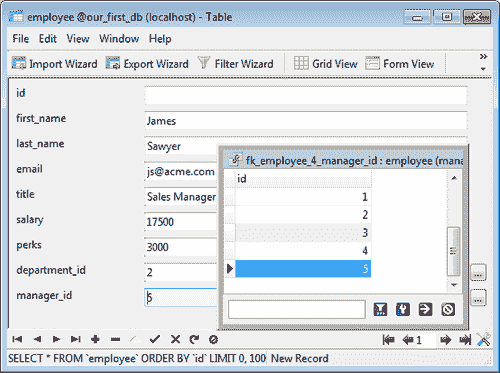 employee @our_first_db (localhost) - Table
File Edit View Window Help
Import Wizard Export Wizard Filter Wizard Grid View Form View
id
first_name James
last_name Sawyer
email js@acme.com
title Sales Manager
salary 17500
perks 3000
department_id 2
manager_id 5
fk_employee_4_manager_id : employee (mana
id
1
2
3
4
5
1
SELECT * FROM `employee` ORDER BY `id` LIMIT 0, 100 New Record